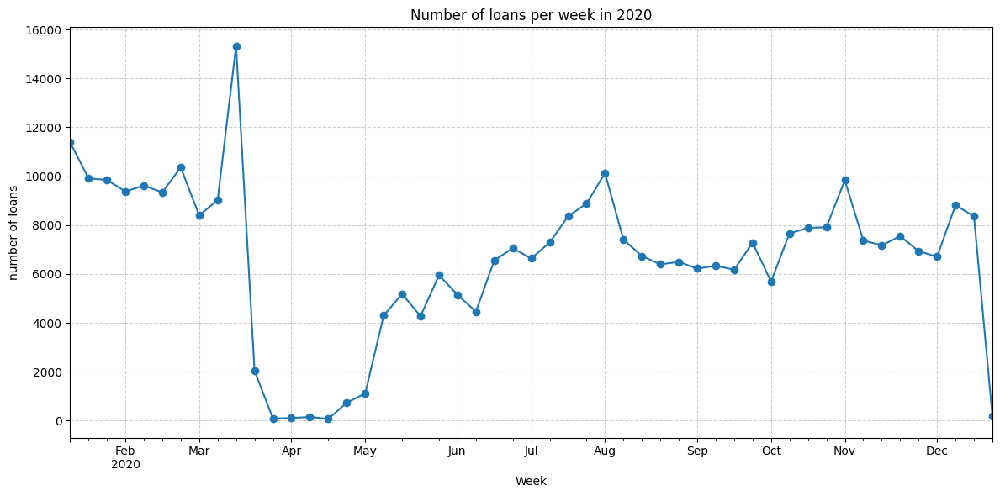 Number of loans per week in 2020
number of loans
16000
14000
12000
10000
8000
6000
4000
2000
0
Feb Mar Apr May Jun Jul Aug Sep Oct Nov Dec
2020
Week